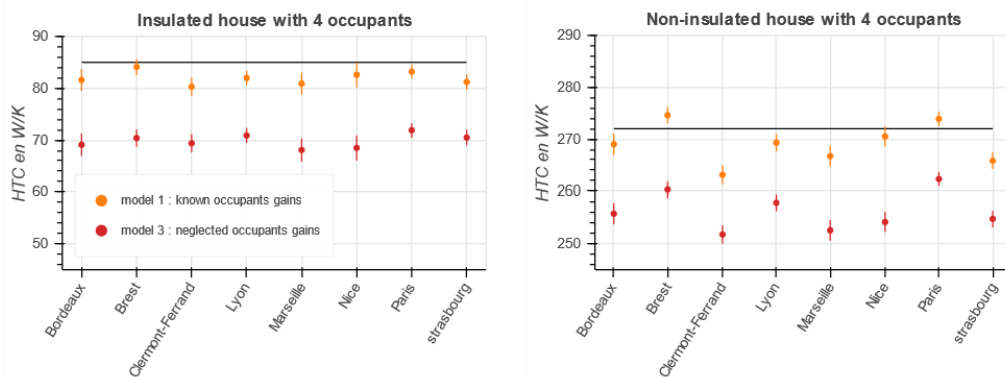 Insulated house with 4 occupants
90
80
70
60
50
HTC en W/K
model 1 : known occupants gains
model 3 : neglected occupants gains
Bordeaux
Brest
Clermont-Ferrand
Lyon
Marseille
Nice
Paris
strasbourg
Non-insulated house with 4 occupants
290
280
270
260
250
HTC en W/K
Bordeaux
Brest
Clermont-Ferrand
Lyon
Marseille
Nice
Paris
strasbourg